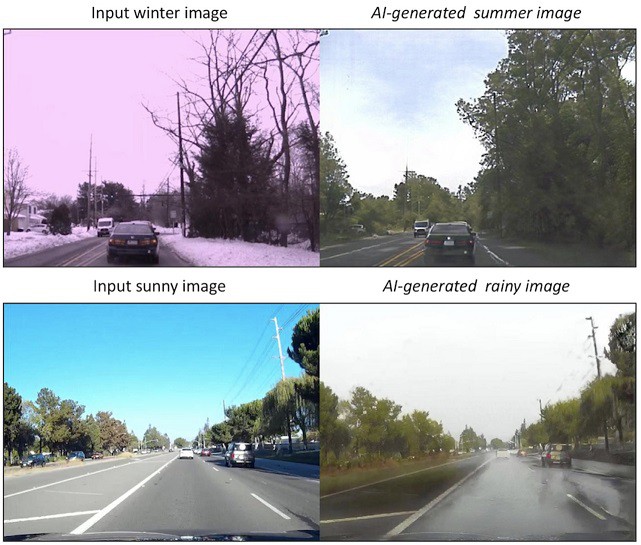 Input winter image
AI-generated summer image
Input sunny image
AI-generated rainy image